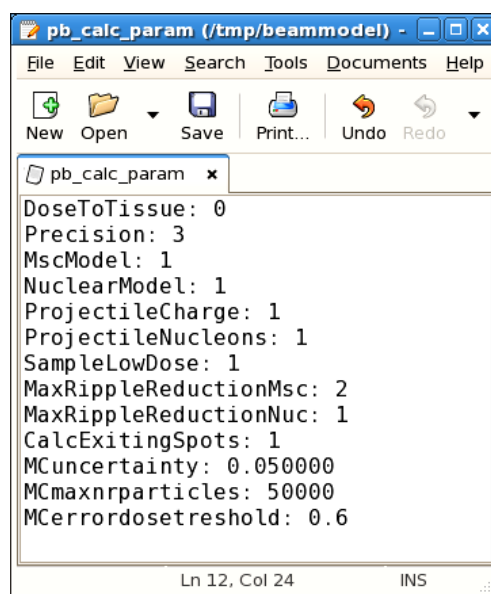 pb_calc_param (/tmp/beammodel) -
File Edit View Search Tools Documents Help
New Open Save Print... Undo Redo
pb_calc_param
DoseToTissue: 0
Precision: 3
MscModel: 1
NuclearModel: 1
ProjectileCharge: 1
ProjectileNucleons: 1
SampleLowDose: 1
MaxRippleReductionMsc: 2
MaxRippleReductionNuc: 1
CalcExitingSpots: 1
MCuncertainty: 0.050000
MCmaxnrparticles: 50000
MCerrordosetreshold: 0.6
Ln 12, Col 24 INS